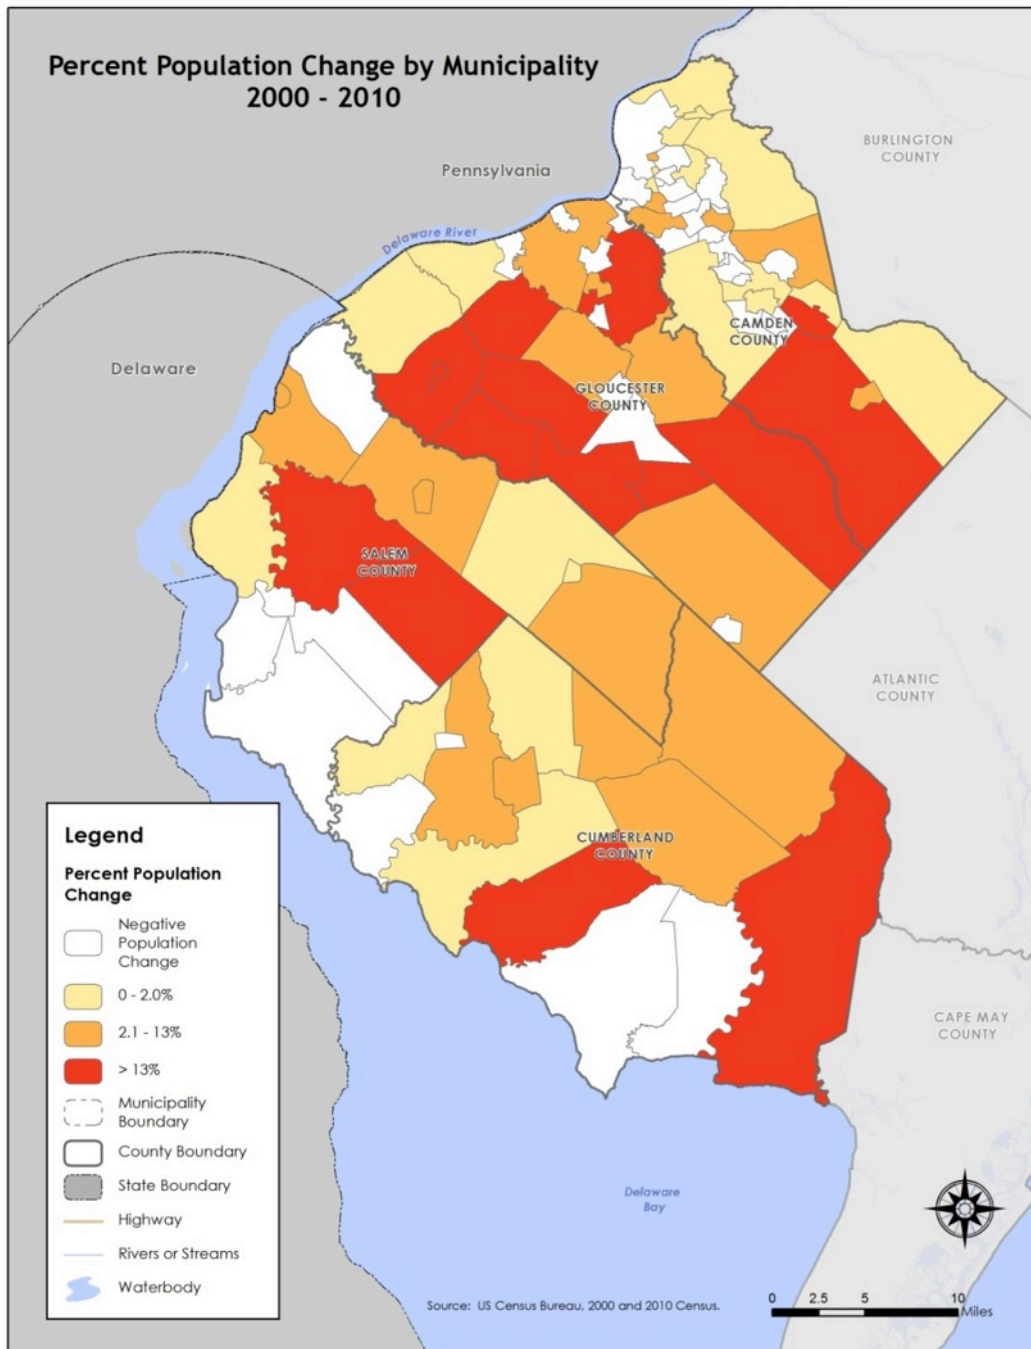 Percent Population Change by Municipality
2000 - 2010
BURLINGTON
COUNTY
Pennsylvania
Delaware River
CAMDEN
COUNTY
Delaware
GLOUCESTER
COUNTY
SALEM
COUNTY
ATLANTIC
COUNTY
CUMBERLAND
COUNTY
CAPE MAY
COUNTY
Delaware
Bay
Legend
Percent Population
Change
Negative
Population
Change
0 - 2.0%
2.1 - 13%
> 13%
Municipality
Boundary
County Boundary
State Boundary
Highway
Rivers or Streams
Waterbody
Source: US Census Bureau, 2000 and 2010 Census.
0 2.5 5 10
Miles